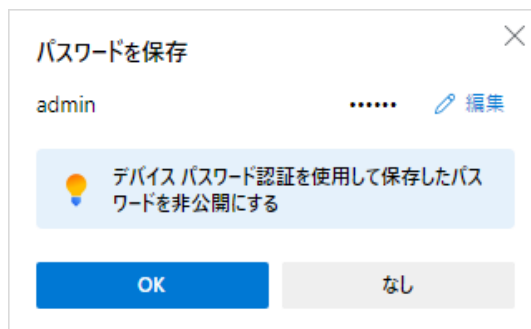 パスワードを保存
admin
•••••• 編集
デバイス パスワード認証を使用して保存したパス
ワードを非公開にする
OK
なし